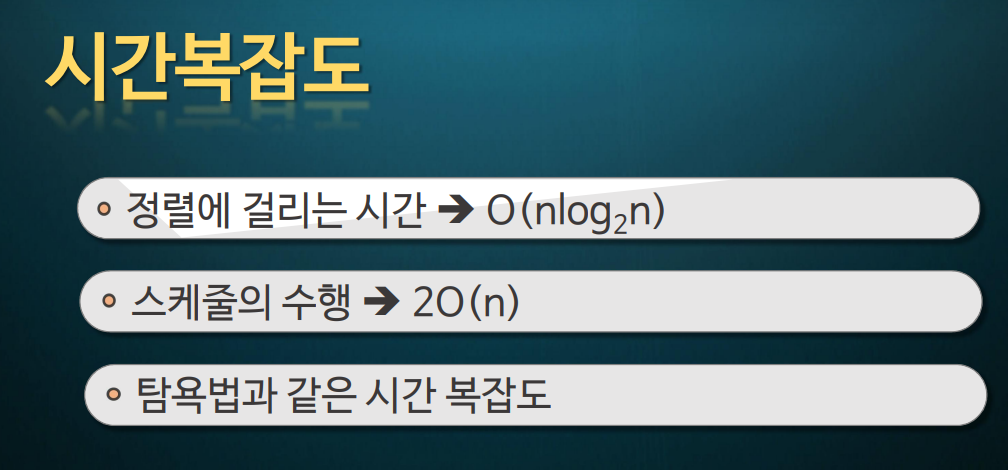 시간복잡도
정렬에 걸리는 시간 ➔ O(nlog₂n)
스케줄의 수행 ➔ 2O(n)
탐욕법과 같은 시간 복잡도